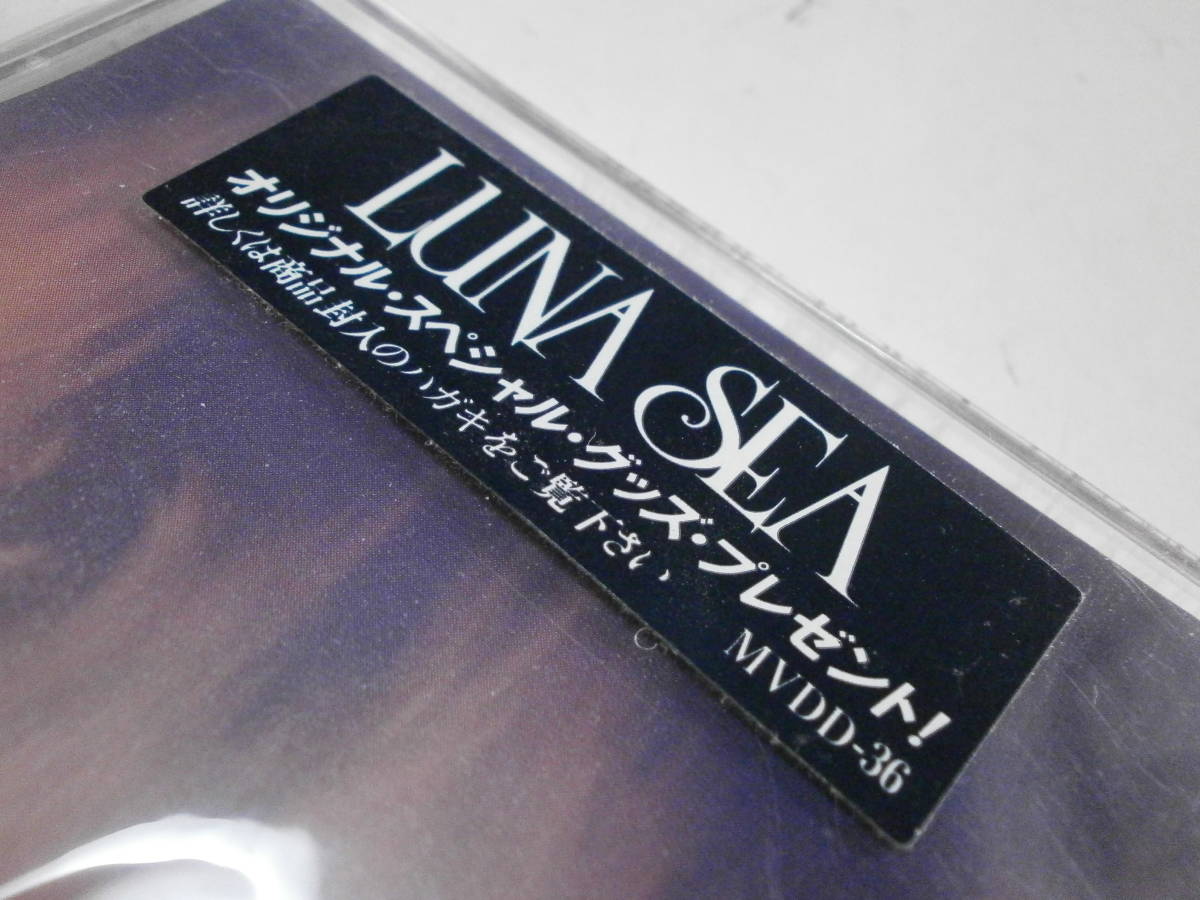 LUNA SEA
オリジナル・スペシャル・グッズ・プレゼント!
詳しくは商品封入のハガキをご覧下さい
MVDD-36